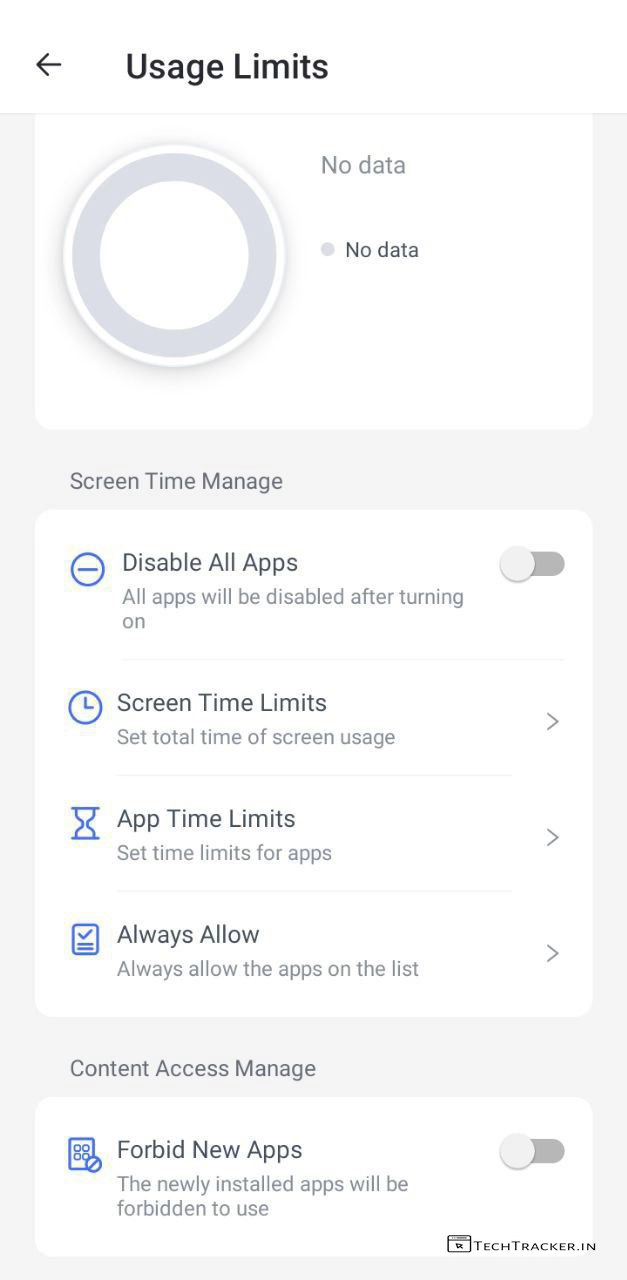 Usage Limits
No data
No data
Screen Time Manage
Disable All Apps
All apps will be disabled after turning
on
Screen Time Limits
Set total time of screen usage
App Time Limits
Set time limits for apps
Always Allow
Always allow the apps on the list
Content Access Manage
Forbid New Apps
The newly installed apps will be
forbidden to use
TECHTRACKER.IN